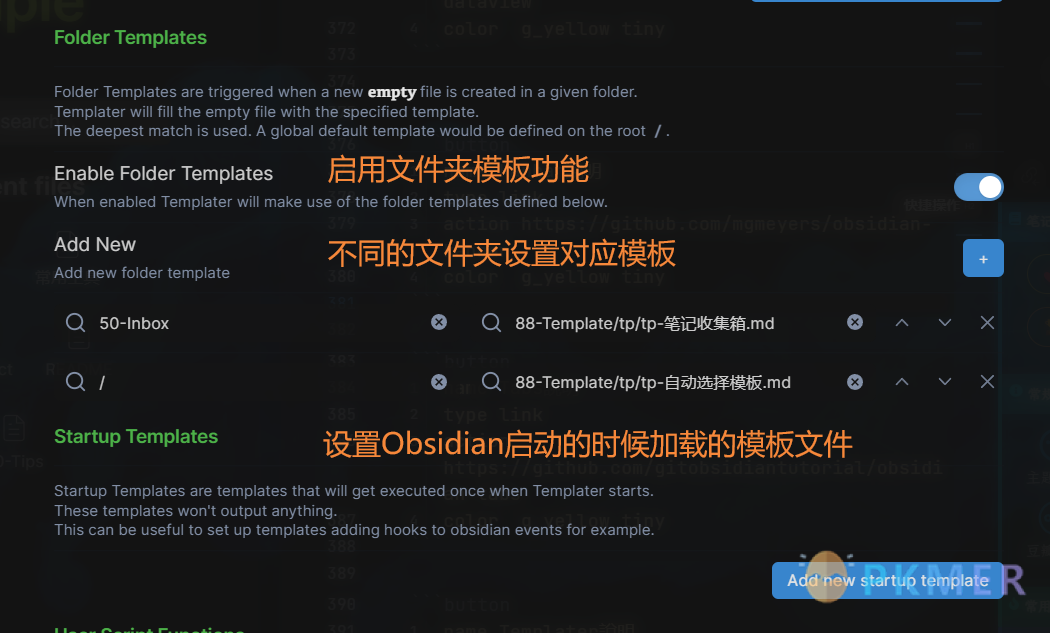 Folder Templates
Folder Templates are triggered when a new empty file is created in a given folder.
Templater will fill the empty file with the specified template.
The deepest match is used. A global default template would be defined on the root / .
Enable Folder Templates
启用文件夹模板功能
When enabled Templater will make use of the folder templates defined below.
Add New
不同的文件夹设置对应模板
Add new folder template
+
50-Inbox
88-Template/tp/tp-笔记收集箱.md
/
88-Template/tp/tp-自动选择模板.md
Startup Templates
设置Obsidian启动的时候加载的模板文件
Startup Templates are templates that will get executed once when Templater starts.
These templates won't output anything.
This can be useful to set up templates adding hooks to obsidian events for example.
Add new startup template
PKMER
User Script Functions